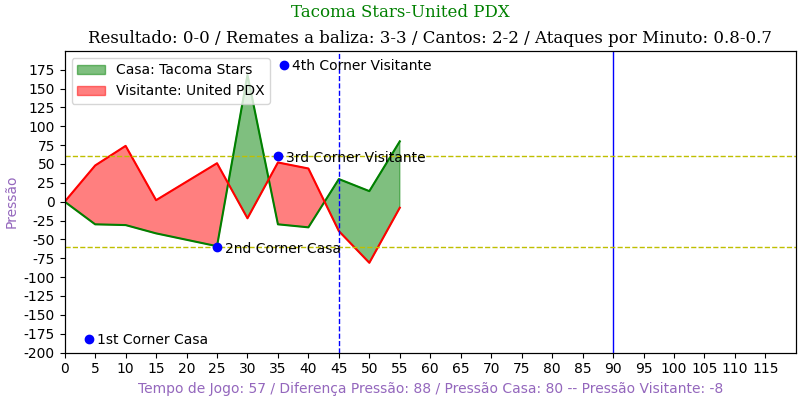 Tacoma Stars-United PDX
Resultado: 0-0 / Remates a baliza: 3-3 / Cantos: 2-2 / Ataques por Minuto: 0.8-0.7
Casa: Tacoma Stars
Visitante: United PDX
4th Corner Visitante
3rd Corner Visitante
2nd Corner Casa
1st Corner Casa
Pressão
175
150
125
100
75
50
25
0
-25
-50
-75
-100
-125
-150
-175
-200
0 5 10 15 20 25 30 35 40 45 50 55 60 65 70 75 80 85 90 95 100 105 110 115
Tempo de Jogo: 57 / Diferença Pressão: 88 / Pressão Casa: 80 -- Pressão Visitante: -8